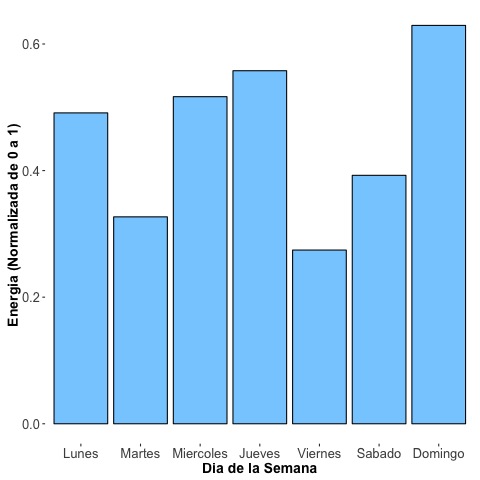 Energia (Normalizada de 0 a 1)
0.6
0.4
0.2
0.0
Lunes Martes Miercoles Jueves Viernes Sabado Domingo
Dia de la Semana